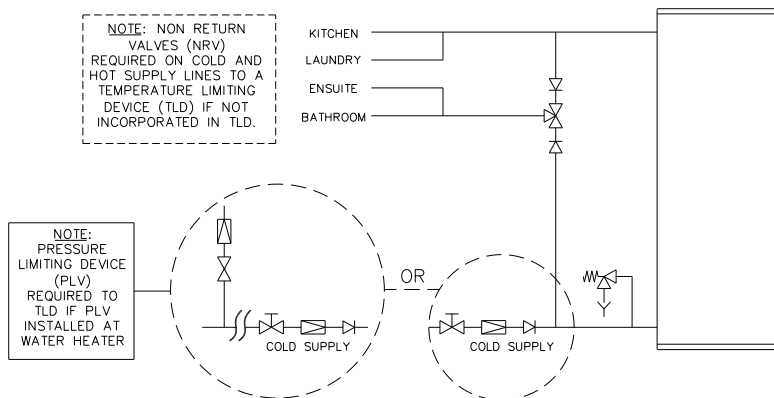 NOTE: NON RETURN
VALVES (NRV)
REQUIRED ON COLD AND
HOT SUPPLY LINES TO A
TEMPERATURE LIMITING
DEVICE (TLD) IF NOT
INCORPORATED IN TLD.
KITCHEN
LAUNDRY
ENSUITE
BATHROOM
NOTE:
PRESSURE
LIMITING DEVICE
(PLV)
REQUIRED TO
TLD IF PLV
INSTALLED AT
WATER HEATER
OR
COLD SUPPLY
COLD SUPPLY